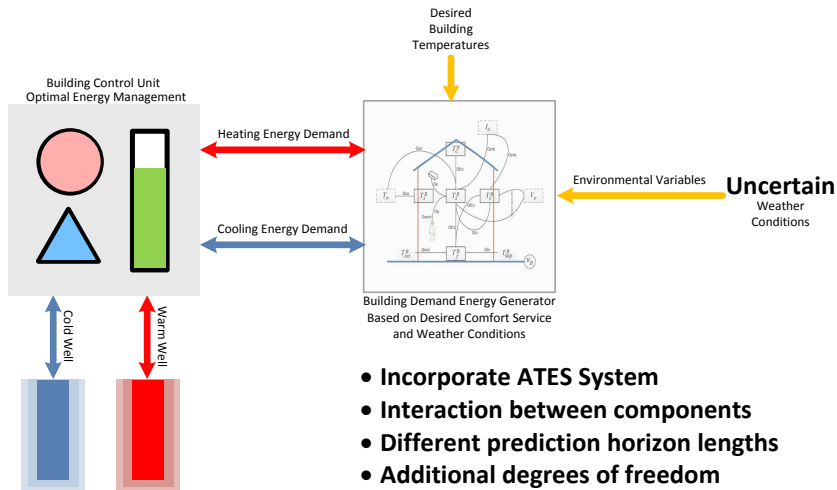 Desired
Building
Temperatures
Building Control Unit
Optimal Energy Management
Heating Energy Demand
Cooling Energy Demand
Environmental Variables
Uncertain
Weather
Conditions
Cold Well
Warm Well
Building Demand Energy Generator
Based on Desired Comfort Service
and Weather Conditions
• Incorporate ATES System
• Interaction between components
• Different prediction horizon lengths
• Additional degrees of freedom